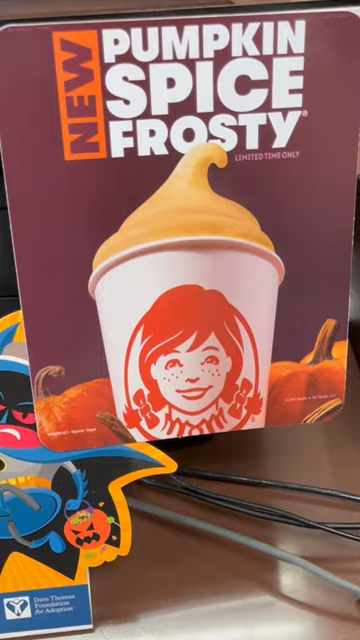 NEW
PUMPKIN
SPICE
FROSTY®
LIMITED TIME ONLY
Dave Thomas
Foundation
for Adoption